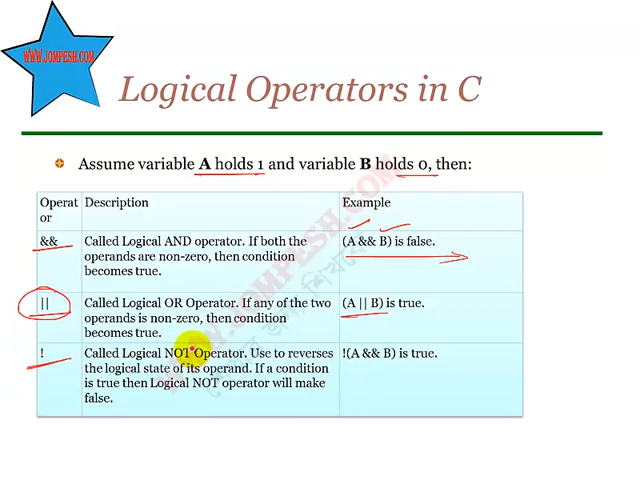 WWW.JOMPESH.COM
Logical Operators in C
Assume variable A holds 1 and variable B holds 0, then:
Operat
or
Description
Example
&&
Called Logical AND operator. If both the
operands are non-zero, then condition
becomes true.
(A && B) is false.
||
Called Logical OR Operator. If any of the two
operands is non-zero, then condition
becomes true.
(A || B) is true.
!
Called Logical NOT Operator. Use to reverses
the logical state of its operand. If a condition
is true then Logical NOT operator will make
false.
!(A && B) is true.
WWW.JOMPESH.COM